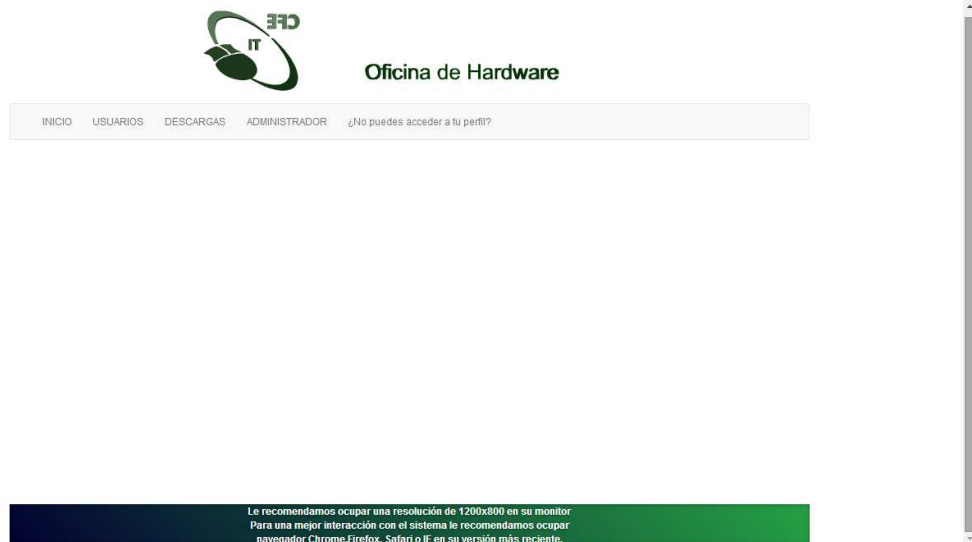 CFE
IT
Oficina de Hardware
INICIO USUARIOS DESCARGAS ADMINISTRADOR ¿No puedes acceder a tu perfil?
Le recomendamos ocupar una resolución de 1200x800 en su monitor
Para una mejor interacción con el sistema le recomendamos ocupar
navegador Chrome,Firefox, Safari o IE en su versión más reciente.